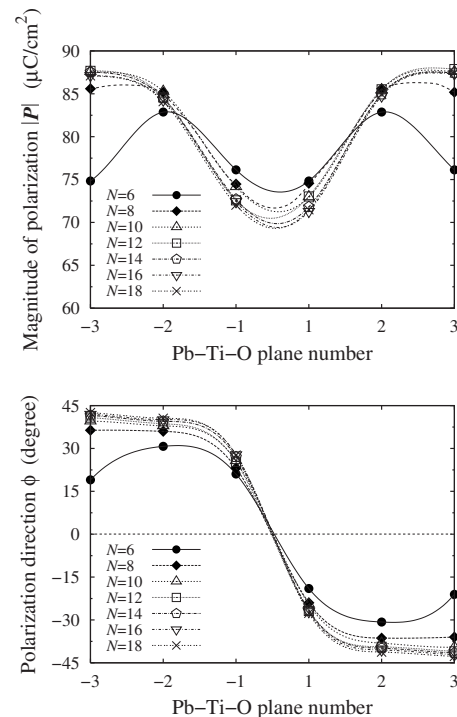 Magnitude of polarization |P| (μC/cm²)
90
85
80
75
70
65
60
N=6
N=8
N=10
N=12
N=14
N=16
N=18
−3 −2 −1 1 2 3
Pb−Ti−O plane number
Polarization direction ϕ (degree)
45
30
15
0
−15
−30
−45
N=6
N=8
N=10
N=12
N=14
N=16
N=18
−3 −2 −1 1 2 3
Pb−Ti−O plane number